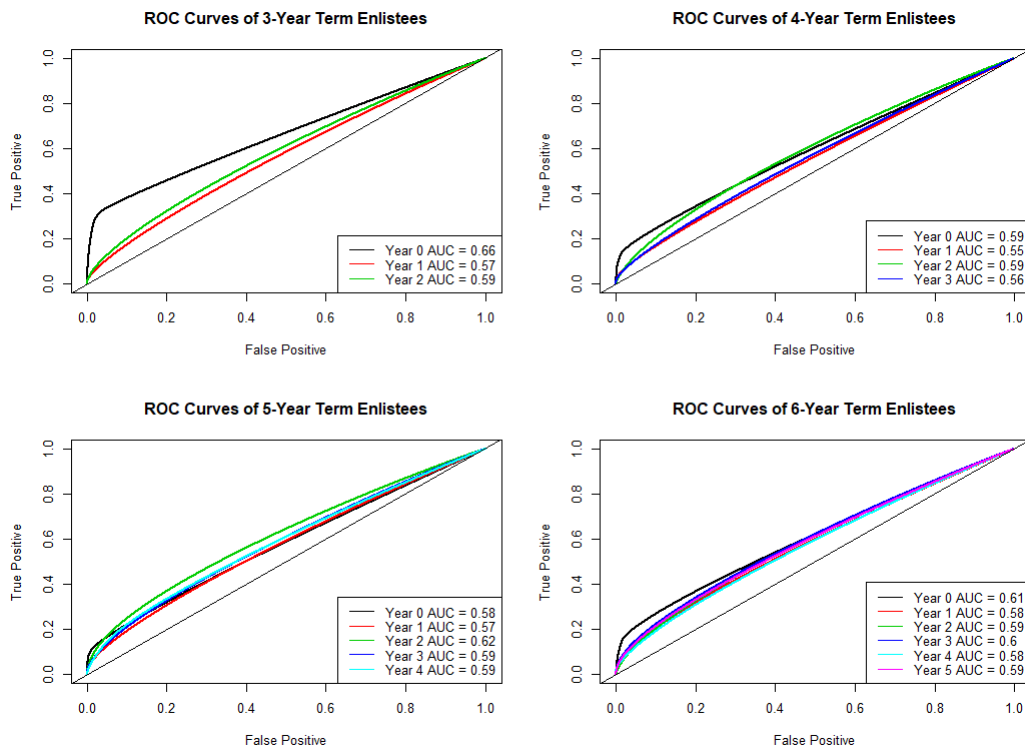 ROC Curves of 3-Year Term Enlistees
True Positive
1.0
0.8
0.6
0.4
0.2
0.0
Year 0 AUC = 0.66
Year 1 AUC = 0.57
Year 2 AUC = 0.59
0.0 0.2 0.4 0.6 0.8 1.0
False Positive
ROC Curves of 4-Year Term Enlistees
True Positive
1.0
0.8
0.6
0.4
0.2
0.0
Year 0 AUC = 0.59
Year 1 AUC = 0.55
Year 2 AUC = 0.59
Year 3 AUC = 0.56
0.0 0.2 0.4 0.6 0.8 1.0
False Positive
ROC Curves of 5-Year Term Enlistees
True Positive
1.0
0.8
0.6
0.4
0.2
0.0
Year 0 AUC = 0.58
Year 1 AUC = 0.57
Year 2 AUC = 0.62
Year 3 AUC = 0.59
Year 4 AUC = 0.59
0.0 0.2 0.4 0.6 0.8 1.0
False Positive
ROC Curves of 6-Year Term Enlistees
True Positive
1.0
0.8
0.6
0.4
0.2
0.0
Year 0 AUC = 0.61
Year 1 AUC = 0.58
Year 2 AUC = 0.59
Year 3 AUC = 0.6
Year 4 AUC = 0.58
Year 5 AUC = 0.59
0.0 0.2 0.4 0.6 0.8 1.0
False Positive